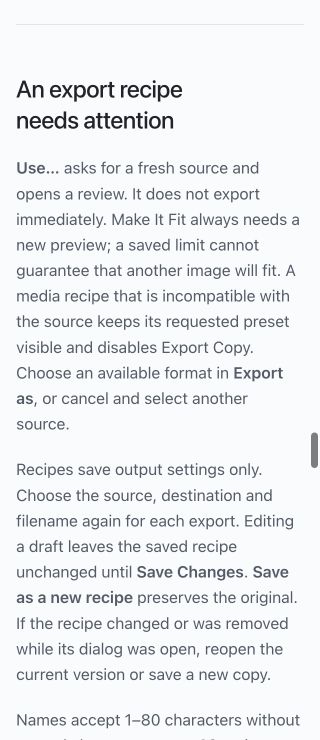 An export recipe
needs attention
Use... asks for a fresh source and
opens a review. It does not export
immediately. Make It Fit always needs a
new preview; a saved limit cannot
guarantee that another image will fit. A
media recipe that is incompatible with
the source keeps its requested preset
visible and disables Export Copy.
Choose an available format in Export
as, or cancel and select another
source.
Recipes save output settings only.
Choose the source, destination and
filename again for each export. Editing
a draft leaves the saved recipe
unchanged until Save Changes. Save
as a new recipe preserves the original.
If the recipe changed or was removed
while its dialog was open, reopen the
current version or save a new copy.
Names accept 1–80 characters without